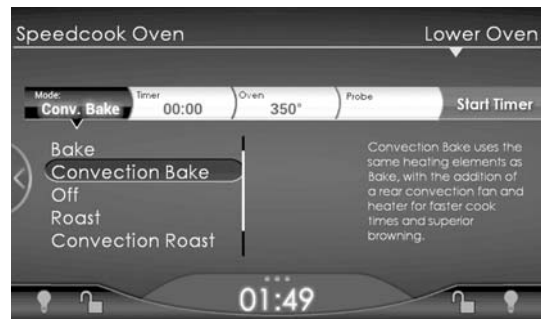 Speedcook Oven Lower Oven
Mode: Timer Oven Probe
Conv. Bake 00:00 350° Start Timer
Bake
Convection Bake
Off
Roast
Convection Roast
Convection Bake uses the
same heating elements as
Bake, with the addition of
a rear convection fan and
heater for faster cook
times and superior
browning.
01:49